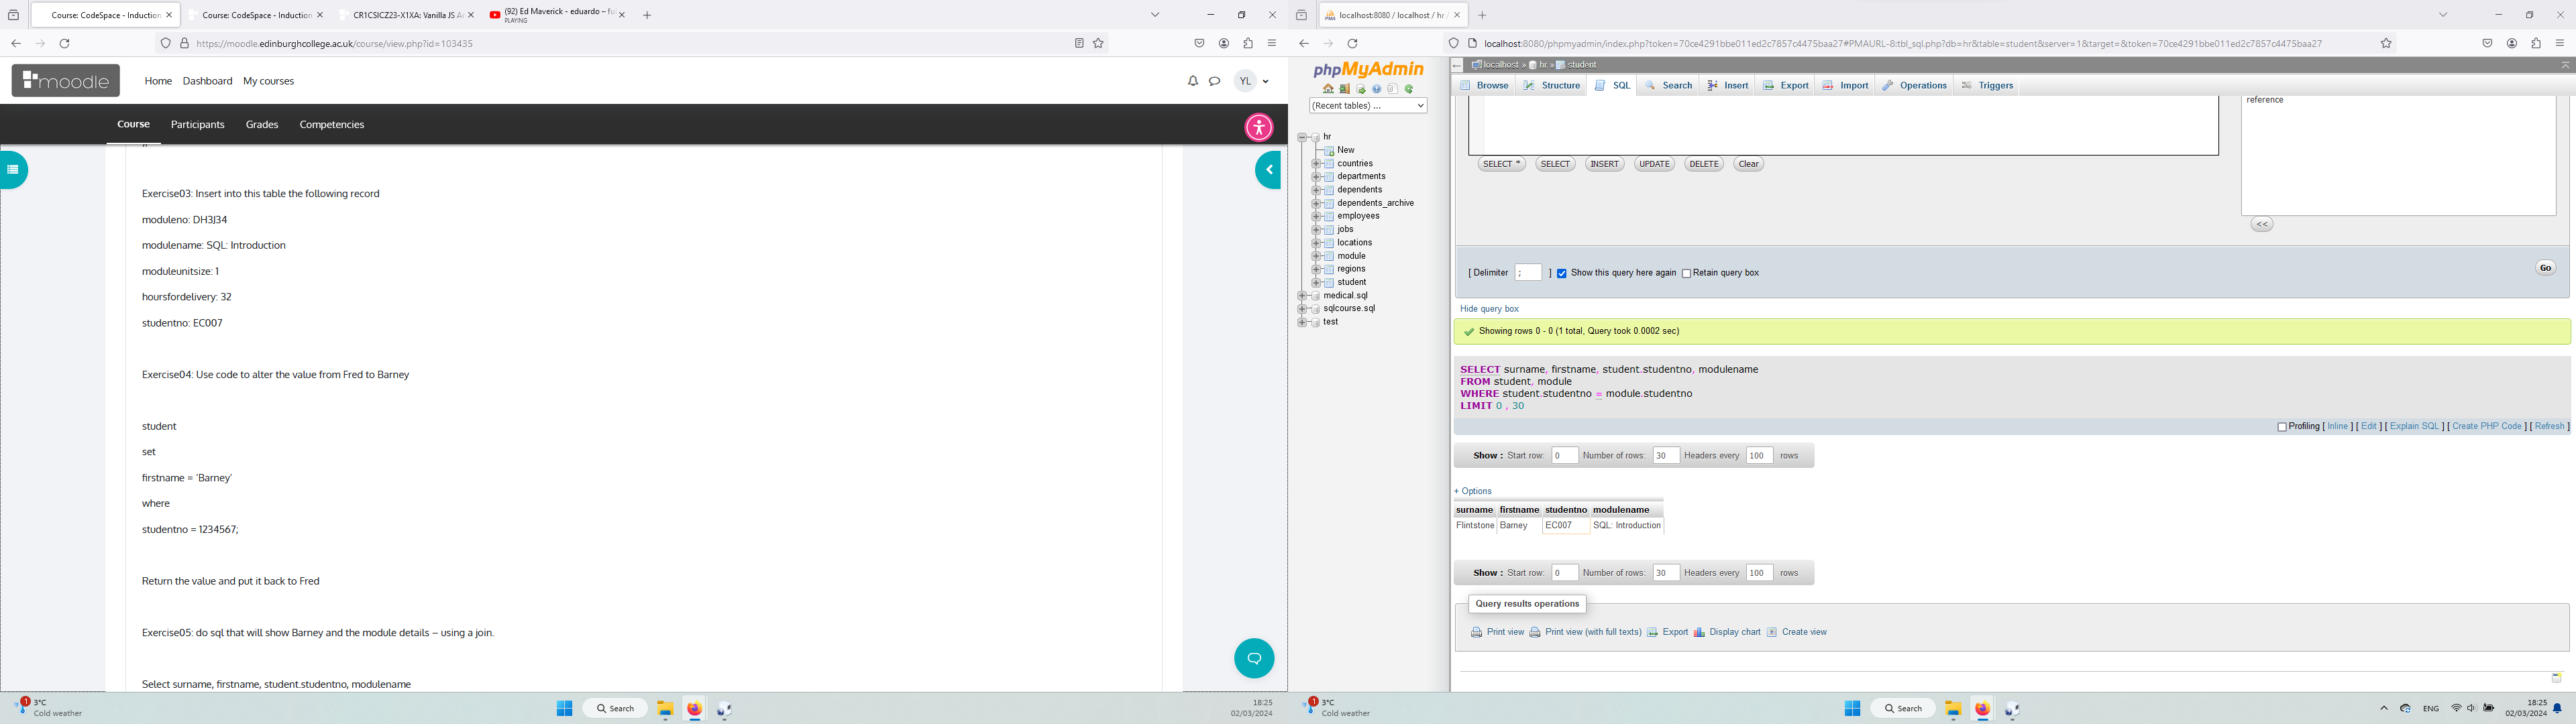 Course: CodeSpace - Induction
Course: CodeSpace - Induction
CR1CSICZ23-X1XA: Vanilla JS A
(92) Ed Maverick - eduardo – fu
PLAYING
https://moodle.edinburghcollege.ac.uk/course/view.php?id=103435
moodle
Home Dashboard My courses
YL
Course Participants Grades Competencies
Exercise03: Insert into this table the following record
moduleno: DH3J34
modulename: SQL: Introduction
moduleunitsize: 1
hoursfordelivery: 32
studentno: EC007
Exercise04: Use code to alter the value from Fred to Barney
student
set
firstname = 'Barney'
where
studentno = 1234567;
Return the value and put it back to Fred
Exercise05: do sql that will show Barney and the module details – using a join.
Select surname, firstname, student.studentno, modulename
1
3°C
Cold weather
Search
18:25
02/03/2024
localhost:8080 / localhost / hr /
localhost:8080/phpmyadmin/index.php?token=70ce4291bbe011ed2c7857c4475baa27#PMAURL-8:tbl_sql.php?db=hr&table=student&server=1&target=&token=70ce4291bbe011ed2c7857c4475baa27
phpMyAdmin
(Recent tables) ...
hr
New
countries
departments
dependents
dependents_archive
employees
jobs
locations
module
regions
student
medical.sql
sqlcourse.sql
test
localhost » hr » student
Browse Structure SQL Search Insert Export Import Operations Triggers
reference
SELECT * SELECT INSERT UPDATE DELETE Clear
<<
[ Delimiter ; ] Show this query here again Retain query box
Go
Hide query box
Showing rows 0 - 0 (1 total, Query took 0.0002 sec)
SELECT surname, firstname, student.studentno, modulename
FROM student, module
WHERE student.studentno = module.studentno
LIMIT 0 , 30
Profiling [ Inline ] [ Edit ] [ Explain SQL ] [ Create PHP Code ] [ Refresh ]
Show : Start row: 0 Number of rows: 30 Headers every 100 rows
+ Options
surname firstname studentno modulename
Flintstone Barney EC007 SQL: Introduction
Show : Start row: 0 Number of rows: 30 Headers every 100 rows
Query results operations
Print view Print view (with full texts) Export Display chart Create view
1
3°C
Cold weather
Search
ENG
18:25
02/03/2024